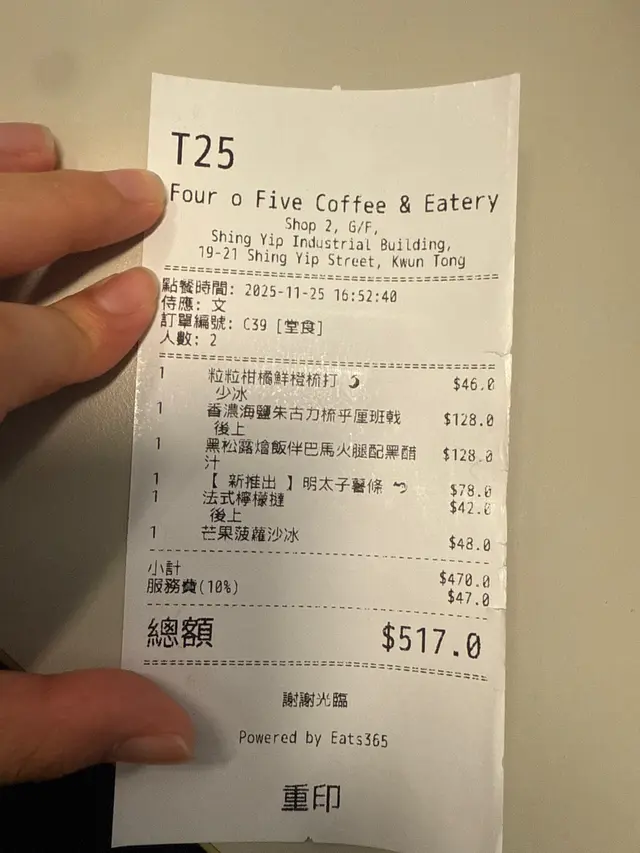 T25
Four o Five Coffee & Eatery
Shop 2, G/F,
Shing Yip Industrial Building,
19-21 Shing Yip Street, Kwun Tong
點餐時間: 2025-11-25 16:52:40
侍應: 文
訂單編號: C39 [堂食]
人數: 2
1 粒粒柑橘鮮橙梳打 $46.0
少冰
1 香濃海鹽朱古力梳乎厘班戟 $128.0
後上
1 黑松露燴飯伴巴馬火腿配黑醋 $128.0
汁
1 【 新推出 】明太子薯條 $78.0
1 法式檸檬撻 $42.0
後上
1 芒果菠蘿沙冰 $48.0
小計 $470.0
服務費(10%) $47.0
總額 $517.0
謝謝光臨
Powered by Eats365
重印